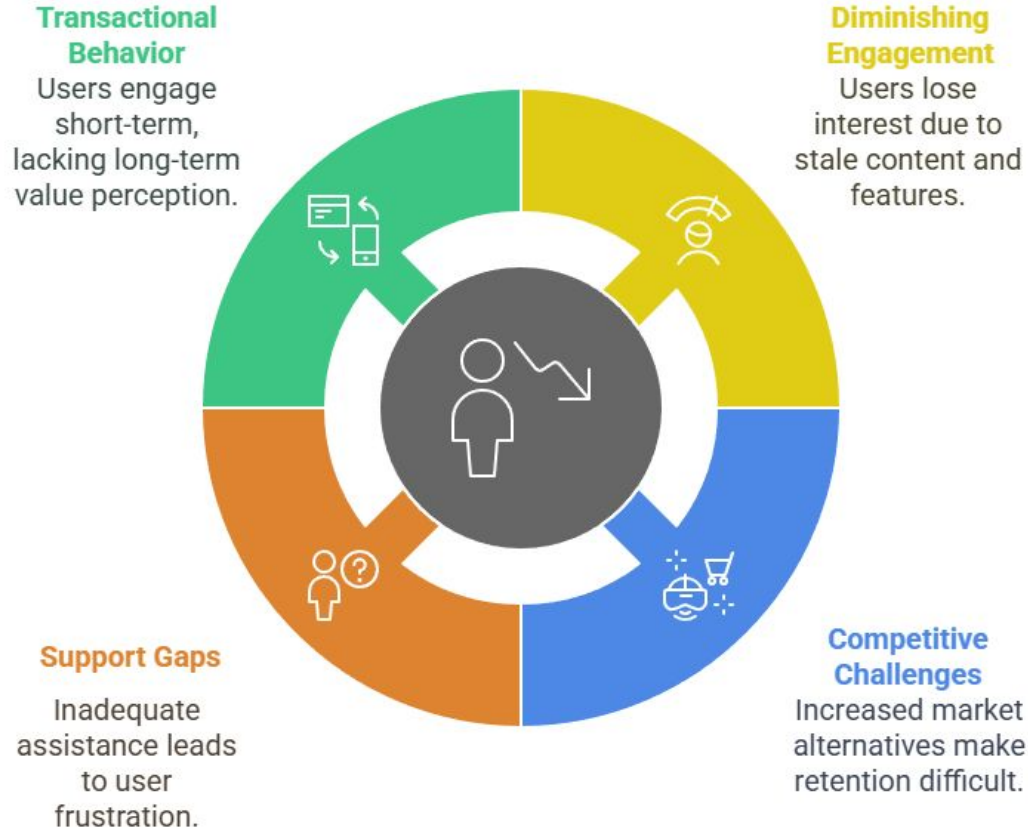 Transactional
Behavior
Users engage
short-term,
lacking long-term
value perception.
Diminishing
Engagement
Users lose
interest due to
stale content and
features.
Support Gaps
Inadequate
assistance leads
to user
frustration.
Competitive
Challenges
Increased market
alternatives make
retention difficult.